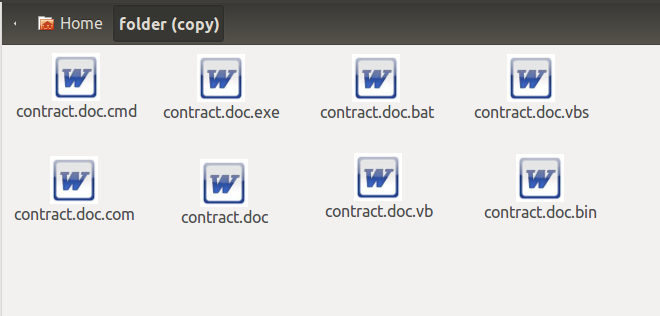 Home folder (copy)
contract.doc.cmd contract.doc.exe contract.doc.bat contract.doc.vbs
contract.doc.com contract.doc contract.doc.vb contract.doc.bin